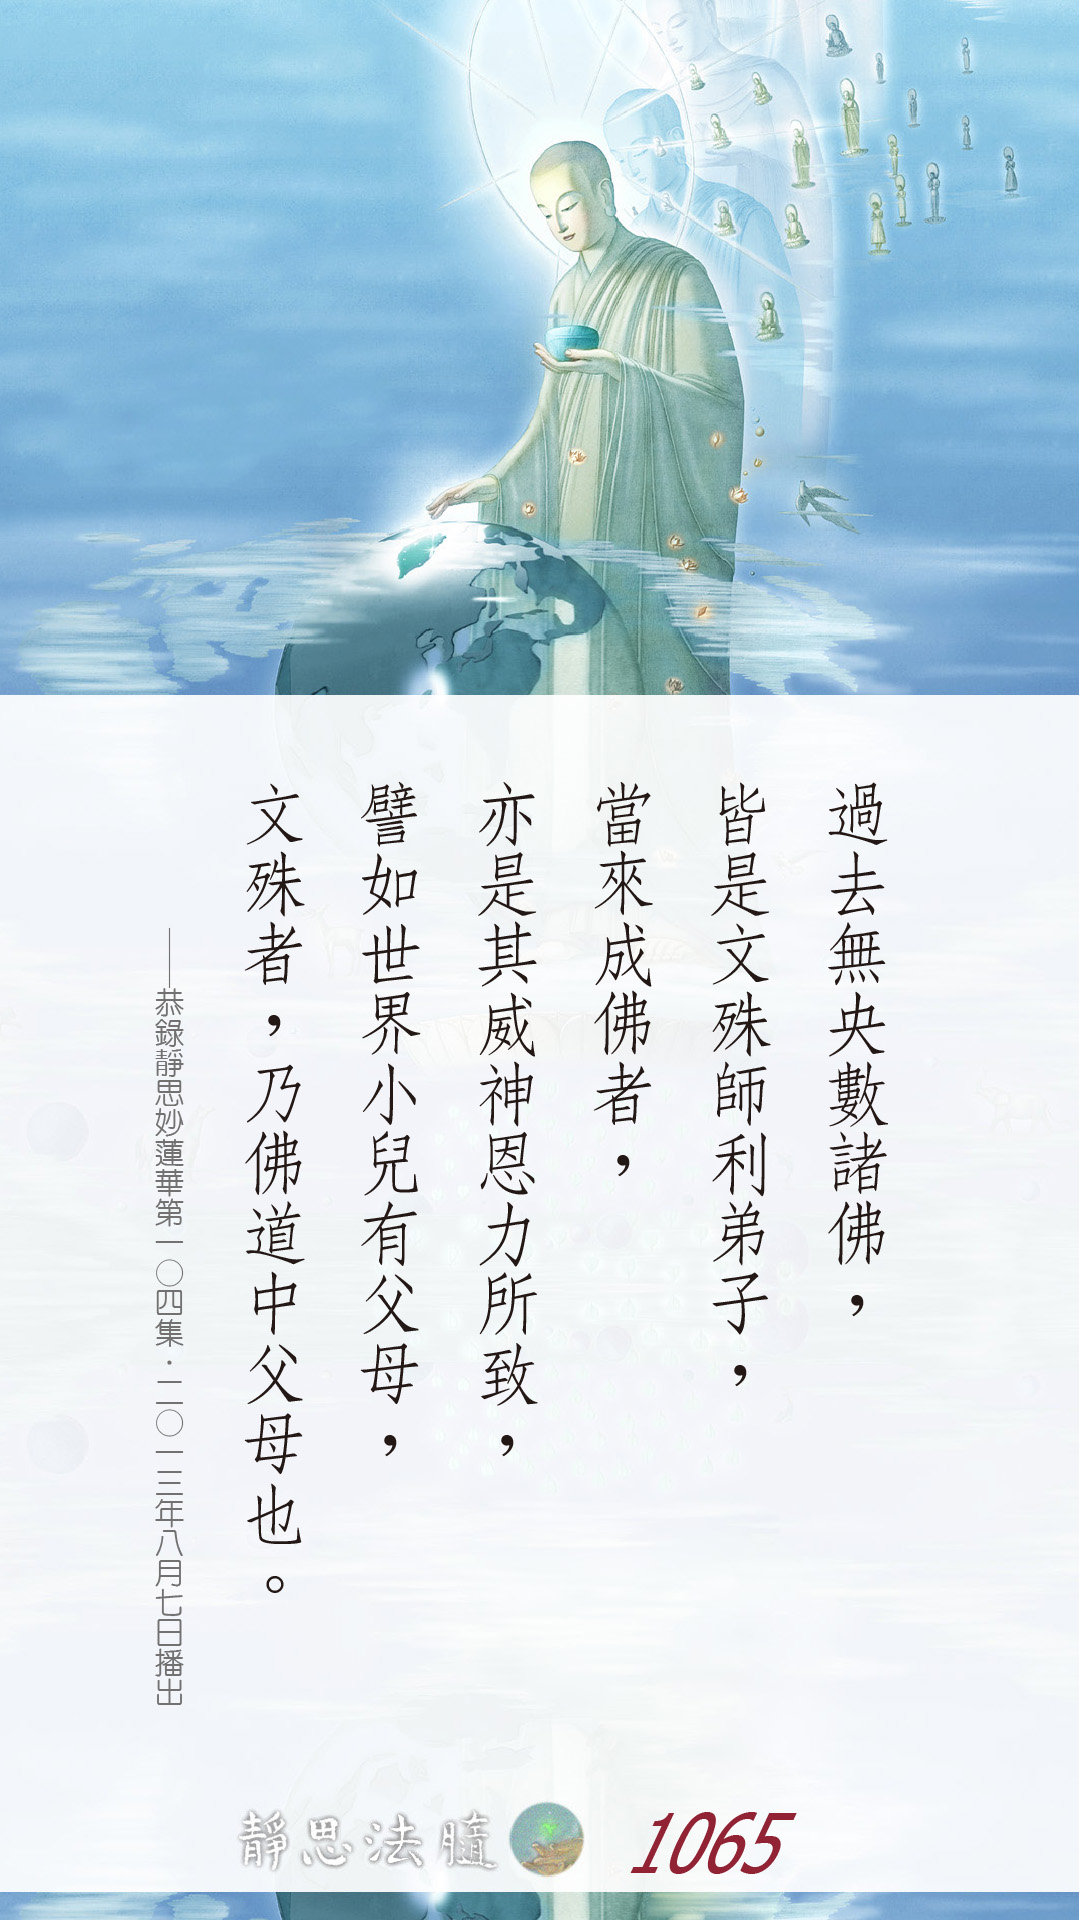 過去無央數諸佛，
皆是文殊師利弟子，
當來成佛者，
亦是其威神恩力所致，
譬如世界小兒有父母，
文殊者，乃佛道中父母也。
——恭錄靜思妙蓮華第一○四集．二○一三年八月七日播出
靜思法髓
1065